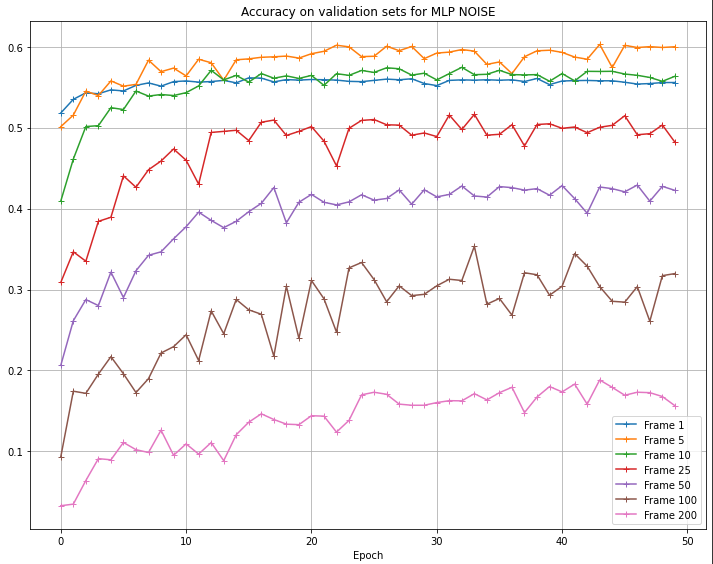 Accuracy on validation sets for MLP NOISE
0.6
0.5
0.4
0.3
0.2
0.1
Frame 1
Frame 5
Frame 10
Frame 25
Frame 50
Frame 100
Frame 200
0 10 20 30 40 50
Epoch